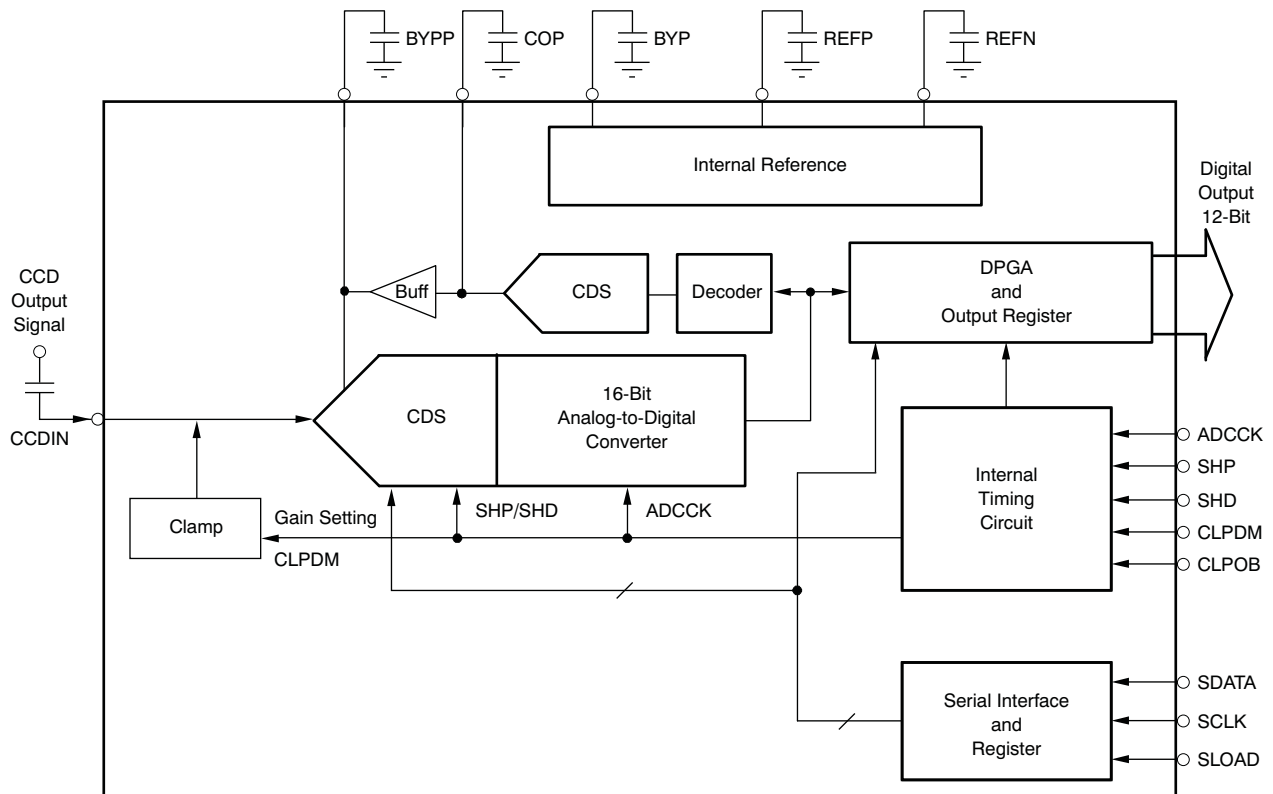 BYPP
COP
BYP
REFP
REFN
Internal Reference
Digital
Output
12-Bit
CCD
Output
Signal
Buff
CDS
Decoder
DPGA
and
Output Register
CCDIN
CDS
16-Bit
Analog-to-Digital
Converter
Internal
Timing
Circuit
ADCCK
SHP
SHD
CLPDM
CLPOB
Clamp
Gain Setting
CLPDM
SHP/SHD
ADCCK
Serial Interface
and
Register
SDATA
SCLK
SLOAD